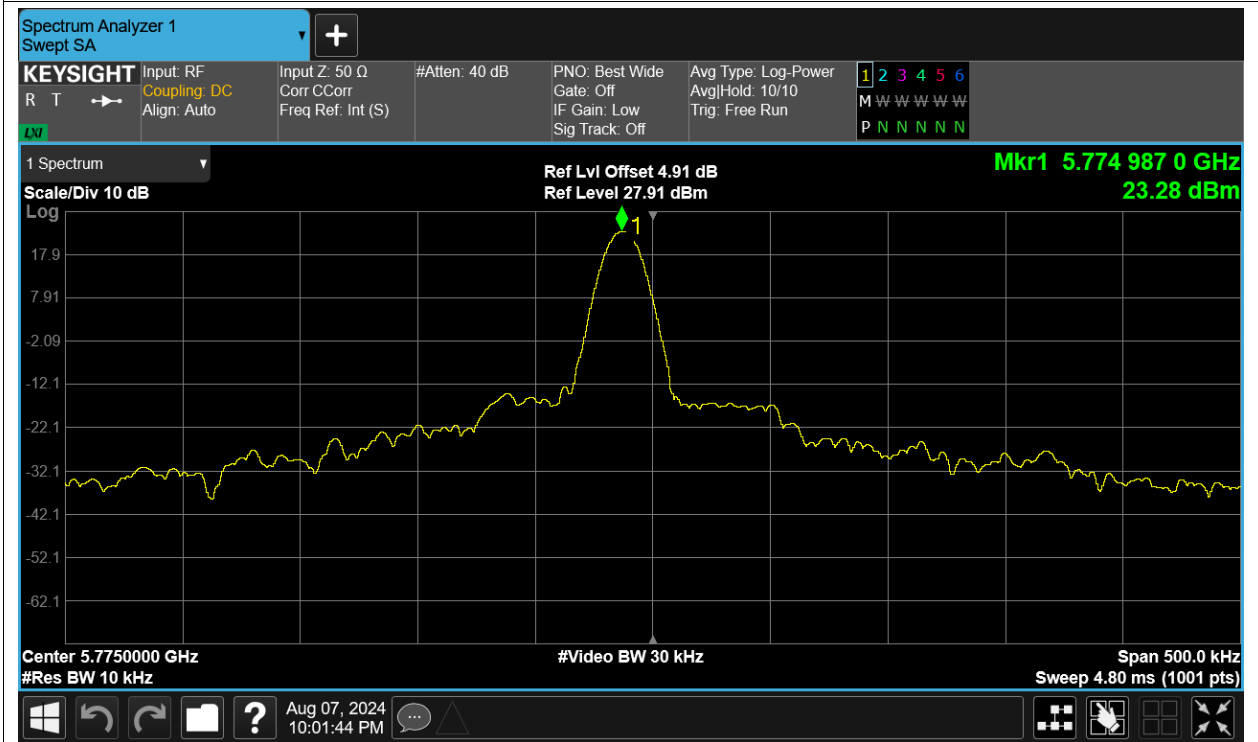 Spectrum Analyzer 1
Swept SA
KEYSIGHT
R T
LXI
Input: RF
Coupling: DC
Align: Auto
Input Z: 50 Ω
Corr CCorr
Freq Ref: Int (S)
#Atten: 40 dB
PNO: Best Wide
Gate: Off
IF Gain: Low
Sig Track: Off
Avg Type: Log-Power
Avg|Hold: 10/10
Trig: Free Run
1 2 3 4 5 6
M W W W W W
P N N N N N
1 Spectrum
Scale/Div 10 dB
Log
Ref Lvl Offset 4.91 dB
Ref Level 27.91 dBm
Mkr1 5.774 987 0 GHz
23.28 dBm
1
17.9
7.91
-2.09
-12.1
-22.1
-32.1
-42.1
-52.1
-62.1
Center 5.7750000 GHz
#Res BW 10 kHz
#Video BW 30 kHz
Span 500.0 kHz
Sweep 4.80 ms (1001 pts)
?
Aug 07, 2024
10:01:44 PM